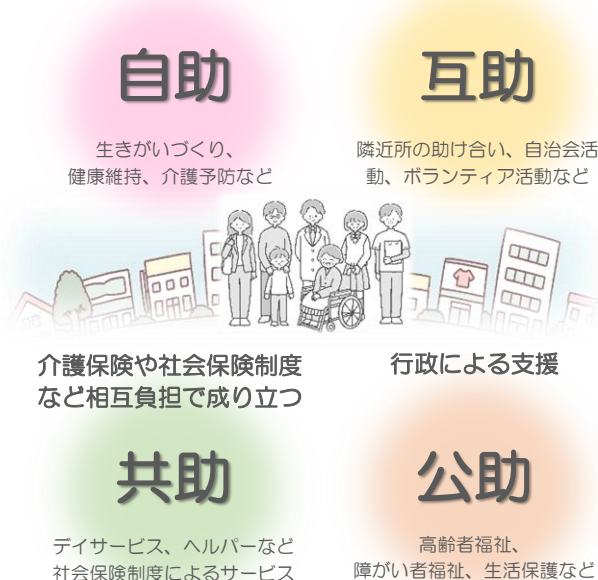 自助
生きがいづくり、
健康維持、介護予防など
互助
隣近所の助け合い、自治会活
動、ボランティア活動など
介護保険や社会保険制度
など相互負担で成り立つ
共助
デイサービス、ヘルパーなど
社会保険制度によるサービス
行政による支援
公助
高齢者福祉、
障がい者福祉、生活保護など